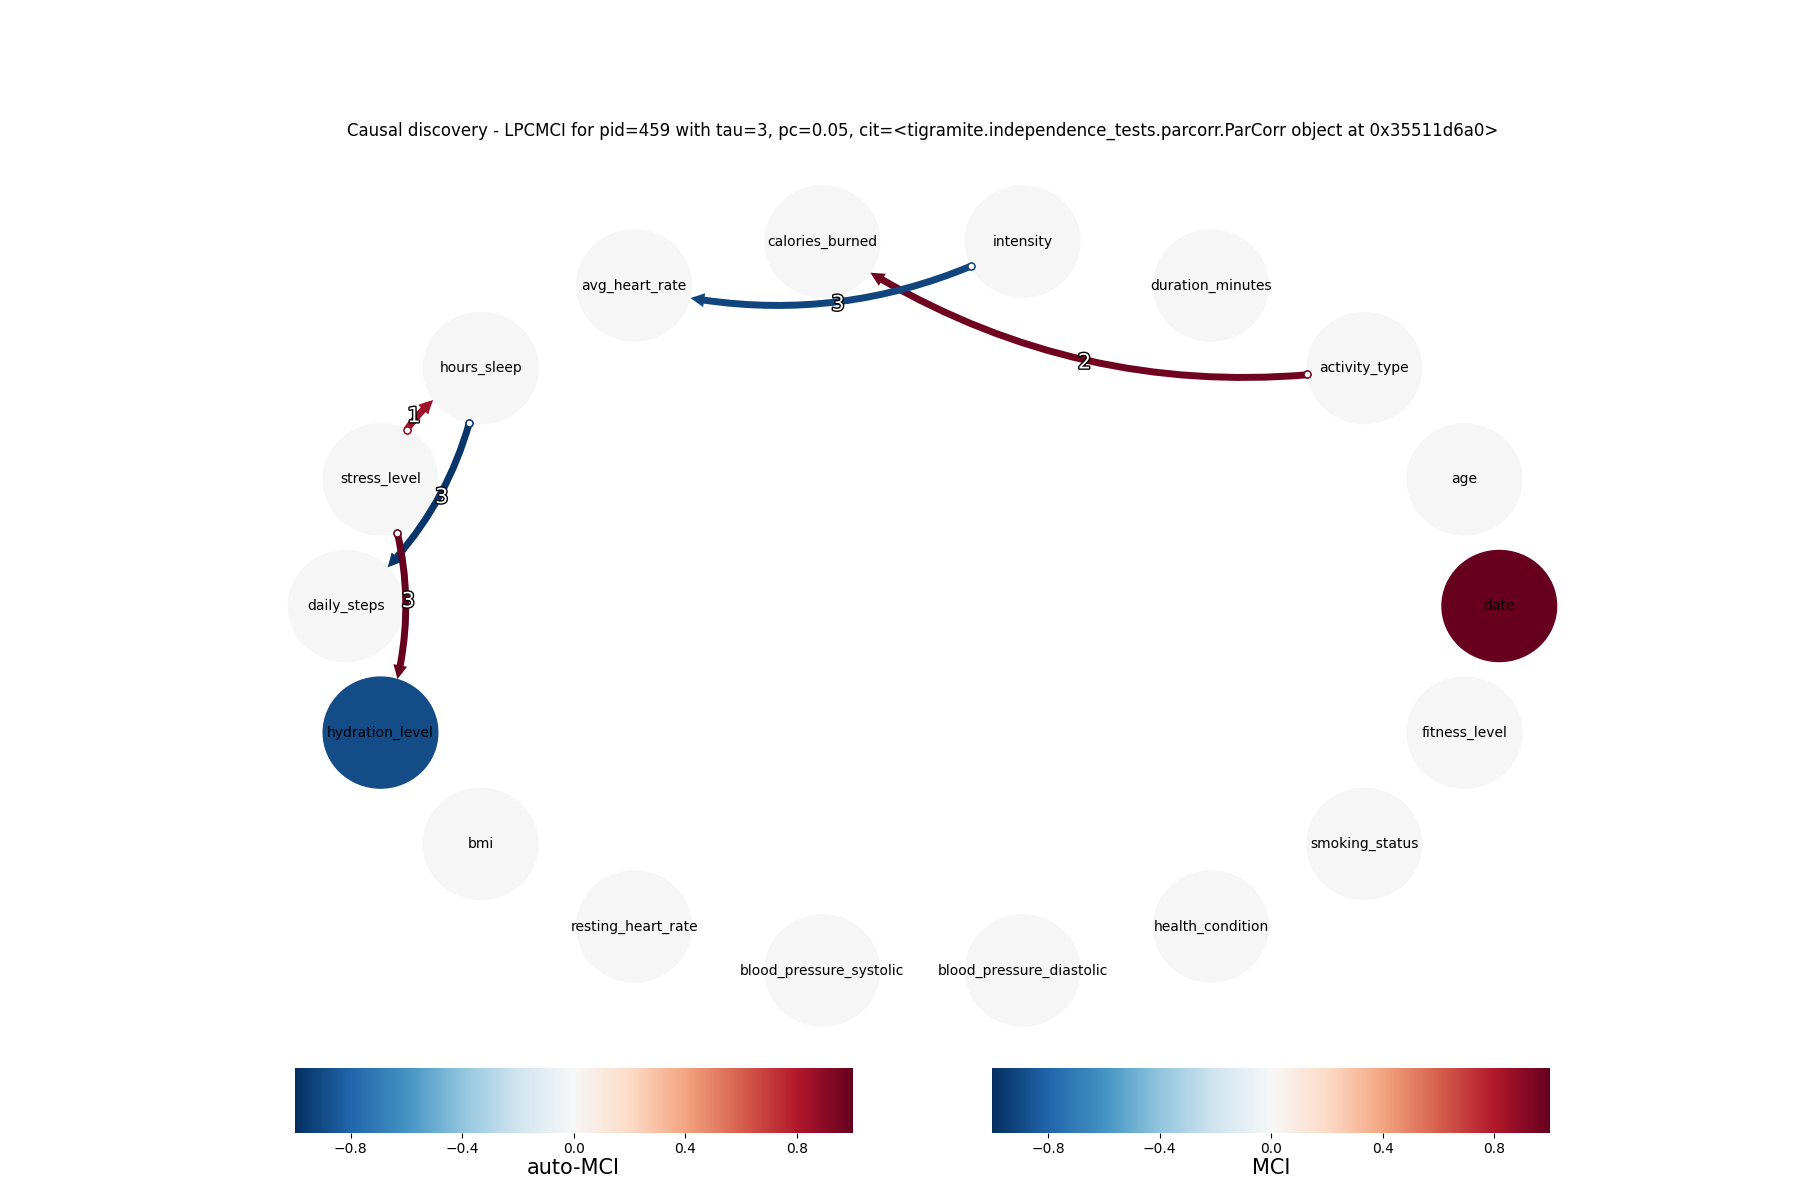 Causal discovery - LPCMCI for pid=459 with tau=3, pc=0.05, cit=<tigramite.independence_tests.parcorr.ParCorr object at 0x35511d6a0>
calories_burned
intensity
avg_heart_rate
duration_minutes
3
2
hours_sleep
activity_type
1
stress_level
3
age
daily_steps
3
date
hydration_level
fitness_level
bmi
smoking_status
resting_heart_rate
health_condition
blood_pressure_systolic
blood_pressure_diastolic
−0.8 −0.4 0.0 0.4 0.8
auto-MCI
−0.8 −0.4 0.0 0.4 0.8
MCI